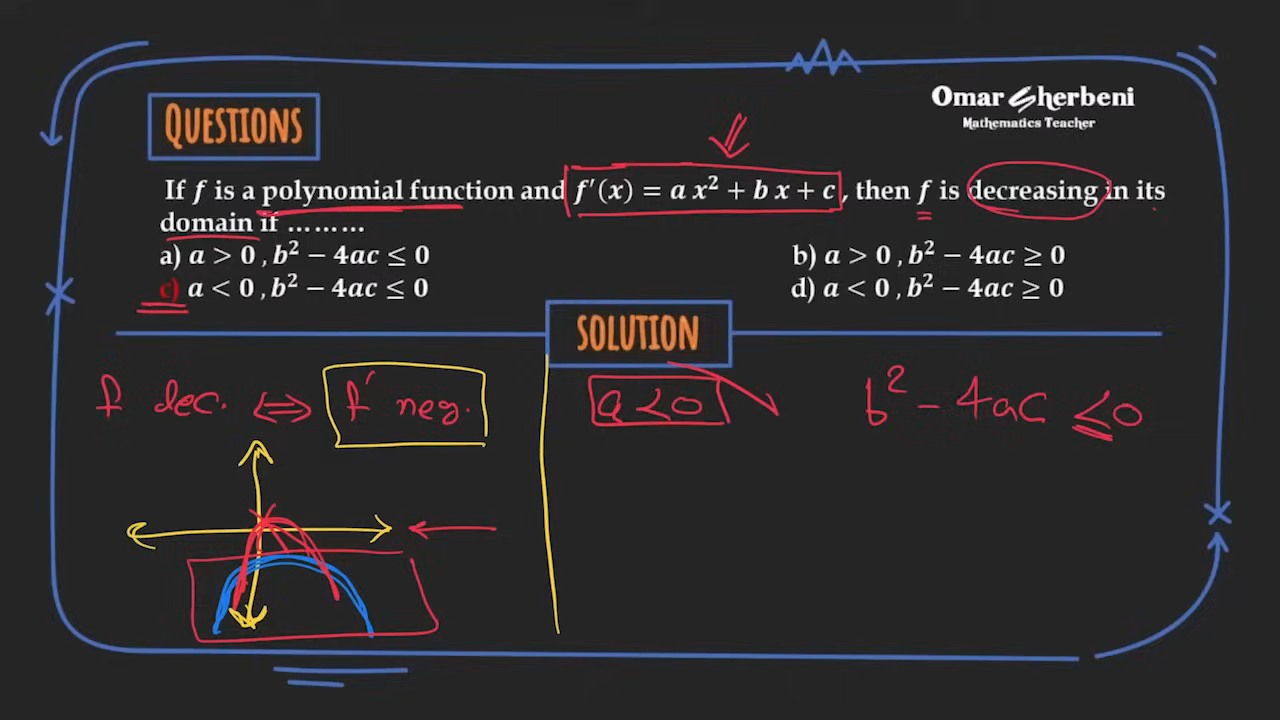 Omar Sherbeni
Mathematics Teacher
QUESTIONS
If f is a polynomial function and f′(x) = a x² + b x + c , then f is decreasing in its
domain if ………
a) a > 0 , b² − 4ac ≤ 0
b) a > 0 , b² − 4ac ≥ 0
c) a < 0 , b² − 4ac ≤ 0
d) a < 0 , b² − 4ac ≥ 0
SOLUTION
f dec. ⇔ f′ neg.
a < 0
b² − 4ac ≤ 0